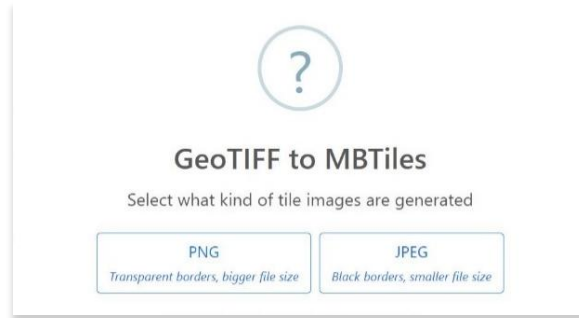 ?
GeoTIFF to MBTiles
Select what kind of tile images are generated
PNG
Transparent borders, bigger file size
JPEG
Black borders, smaller file size